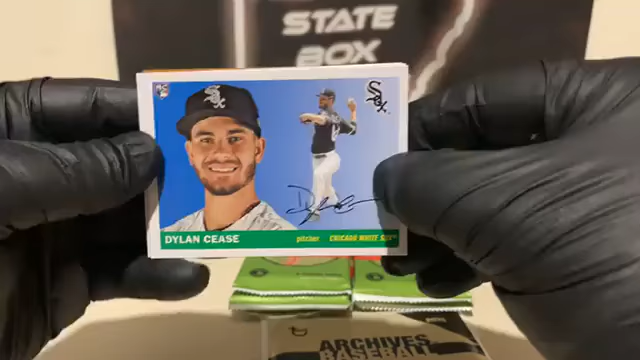 STATE
BOX
RC
Sox
DYLAN CEASE
pitcher
CHICAGO WHITE SOX
ARCHIVES
BASEBALL